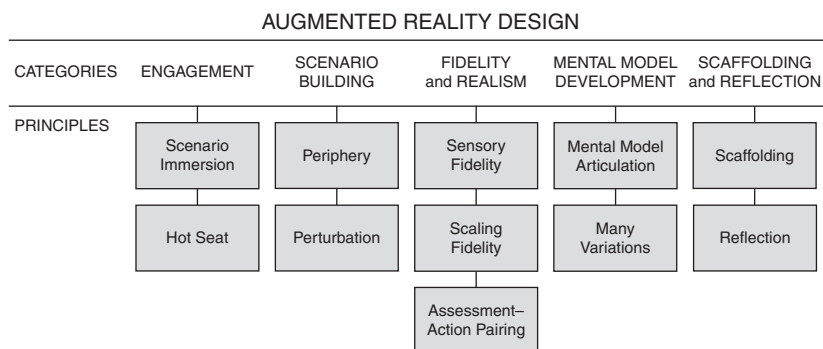 AUGMENTED REALITY DESIGN
CATEGORIES
ENGAGEMENT
SCENARIO
BUILDING
FIDELITY
and REALISM
MENTAL MODEL
DEVELOPMENT
SCAFFOLDING
and REFLECTION
PRINCIPLES
Scenario
Immersion
Periphery
Sensory
Fidelity
Mental Model
Articulation
Scaffolding
Hot Seat
Perturbation
Scaling
Fidelity
Many
Variations
Reflection
Assessment–
Action Pairing